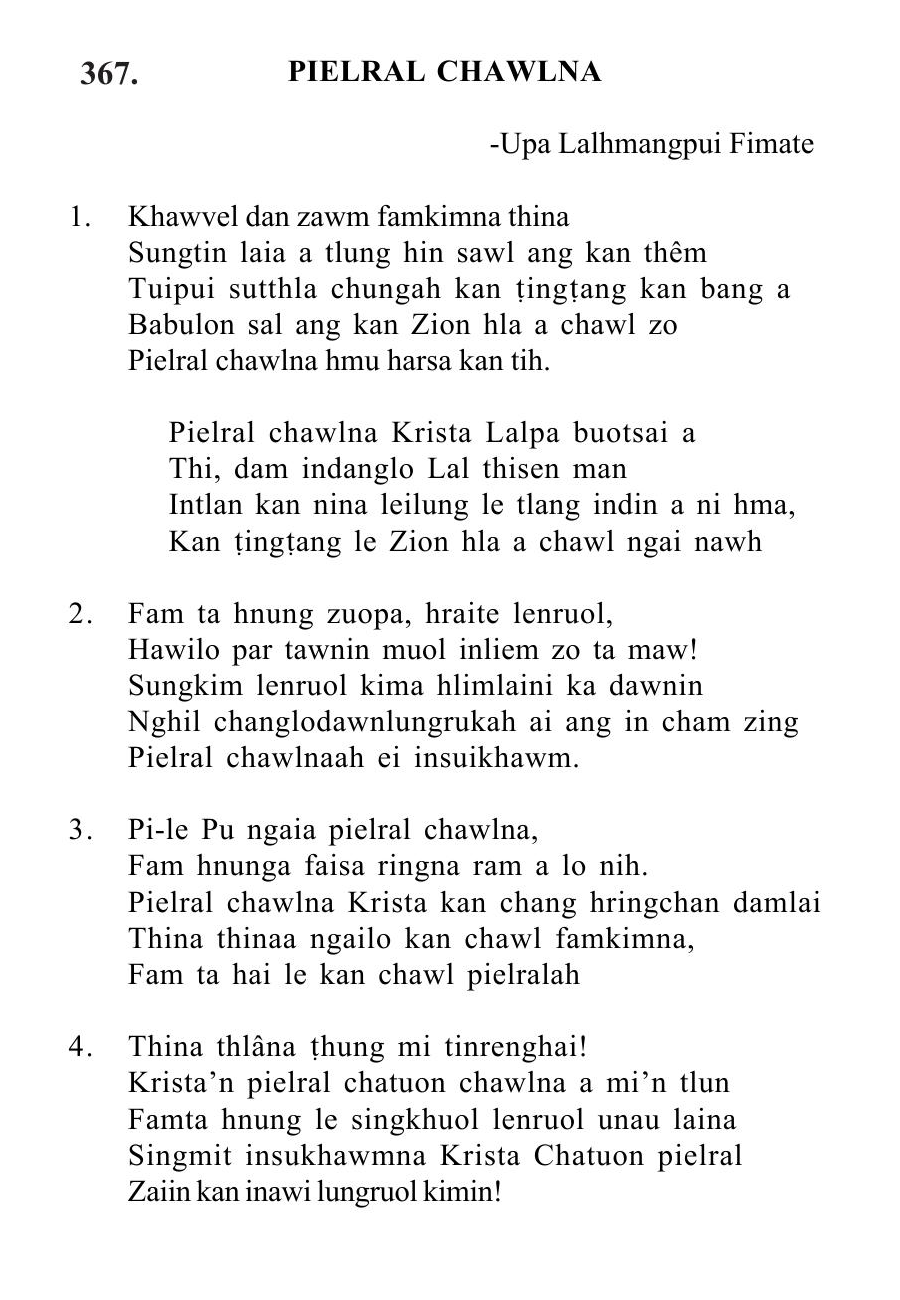 367. PIELRAL CHAWLNA
-Upa Lalhmangpui Fimate
1. Khawvel dan zawm famkimna thina
Sungtin laia a tlung hin sawl ang kan thêm
Tuipui sutthla chungah kan ṭingṭang kan bang a
Babulon sal ang kan Zion hla a chawl zo
Pielral chawlna hmu harsa kan tih.
Pielral chawlna Krista Lalpa buotsai a
Thi, dam indanglo Lal thisen man
Intlan kan nina leilung le tlang indin a ni hma,
Kan ṭingṭang le Zion hla a chawl ngai nawh
2. Fam ta hnung zuopa, hraite lenruol,
Hawilo par tawnin muol inliem zo ta maw!
Sungkim lenruol kima hlimlaini ka dawnin
Nghil changlodawnlungrukah ai ang in cham zing
Pielral chawlnaah ei insuikhawm.
3. Pi-le Pu ngaia pielral chawlna,
Fam hnunga faisa ringna ram a lo nih.
Pielral chawlna Krista kan chang hringchan damlai
Thina thinaa ngailo kan chawl famkimna,
Fam ta hai le kan chawl pielralah
4. Thina thlâna ṭhung mi tinrenghai!
Krista’n pielral chatuon chawlna a mi’n tlun
Famta hnung le singkhuol lenruol unau laina
Singmit insukhawmna Krista Chatuon pielral
Zaiin kan inawi lungruol kimin!